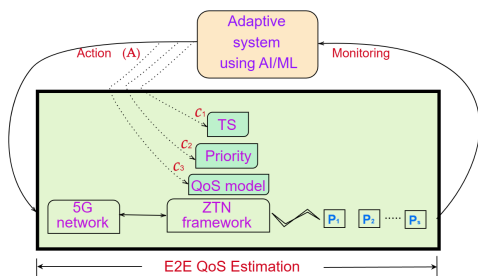 Adaptive
system
using AI/ML
Action (A)
Monitoring
C1
TS
C2
Priority
C3
QoS model
5G
network
ZTN
framework
P1
P2
.....
Ps
E2E QoS Estimation